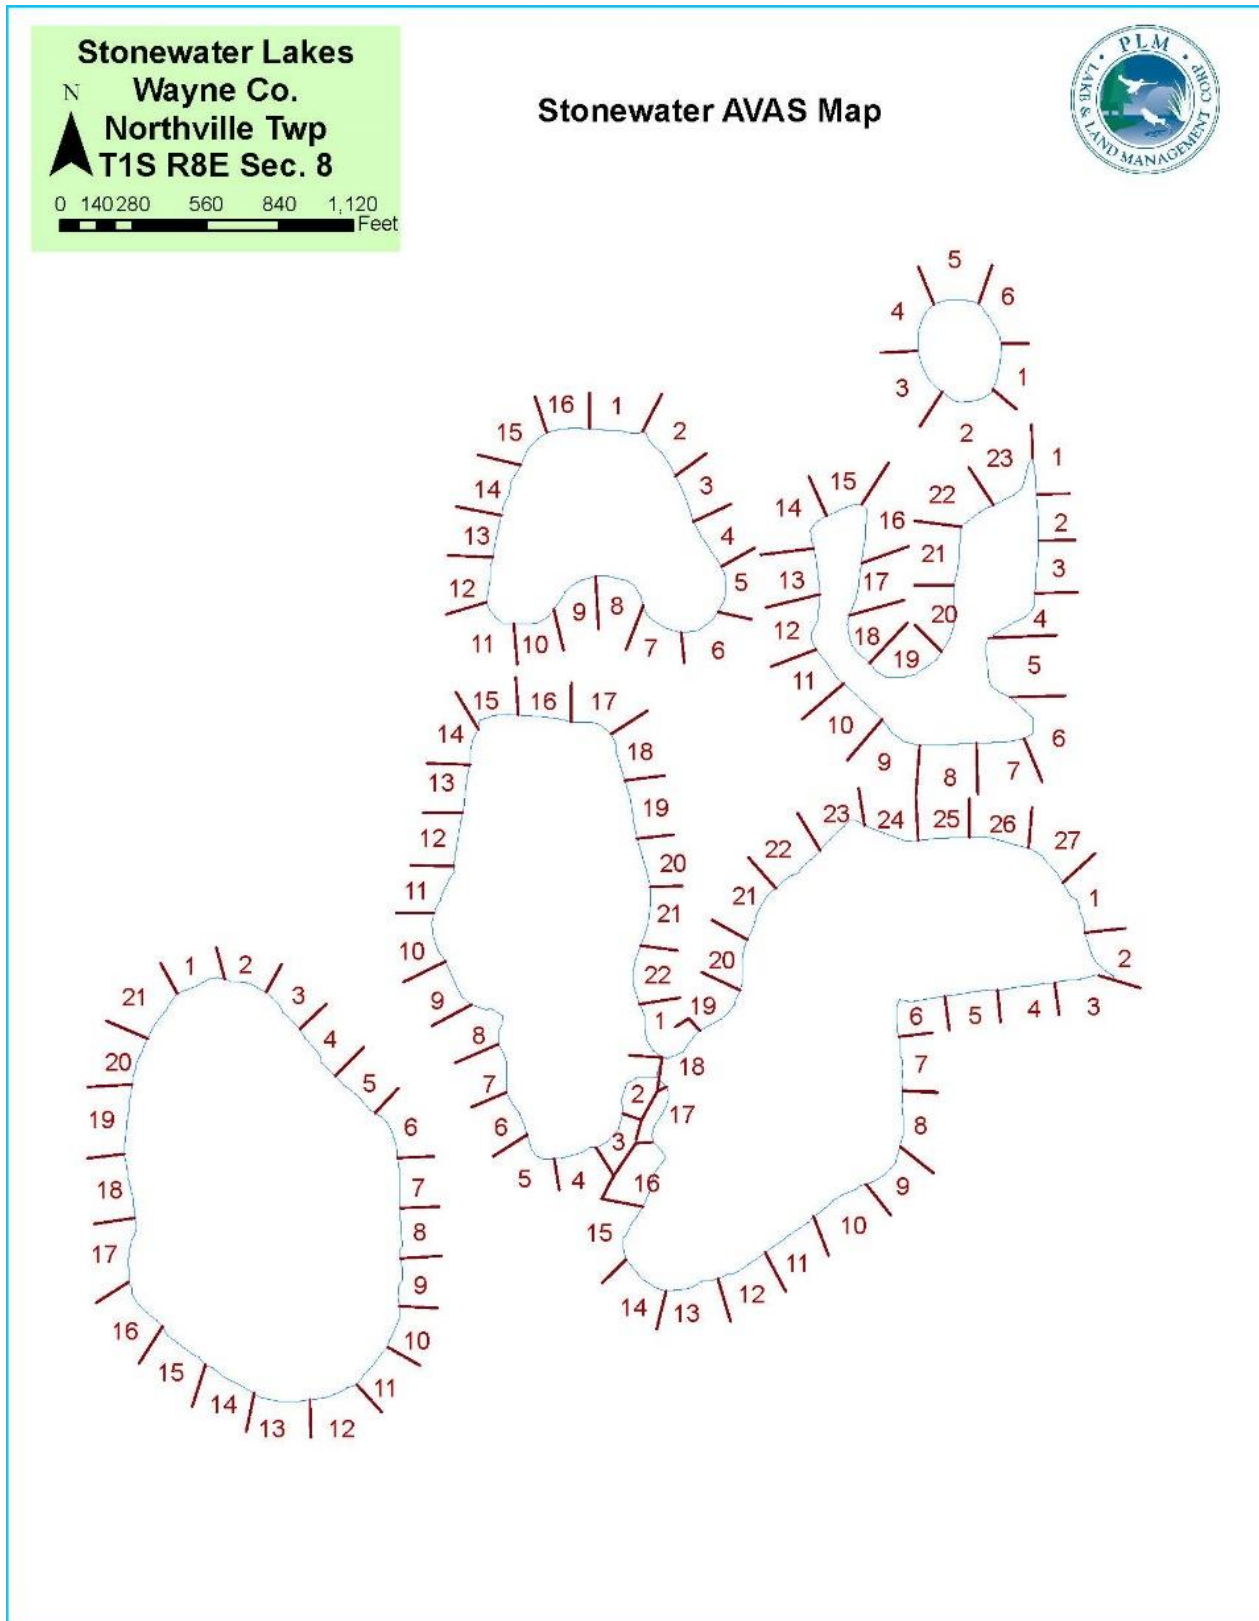 Stonewater Lakes
N
Wayne Co.
Northville Twp
T1S R8E Sec. 8
0 140 280 560 840 1,120
Feet
Stonewater AVAS Map
PLM
LAKE & LAND MANAGEMENT CORP
5
4 6
3 1
2
16 1
15 2
14 3
13 4
12 5
11 10 9 8 7 6
23 1
15 22
14 16 2
21 3
13 17
20 4
12 18
19 5
11
10 6
9 8 7
15 16 17
14 18
13 19
12 20
11 21
10 22
9 1
8
7 2
6 3
5 4
23 24 25 26
22 27
21 1
20 2
19 6 5 4 3
18 7
17 8
16 9
15 10
11
14 13 12
1 2
21 3
20 4
5
19 6
18 7
8
17 9
16 10
15 11
14 13 12